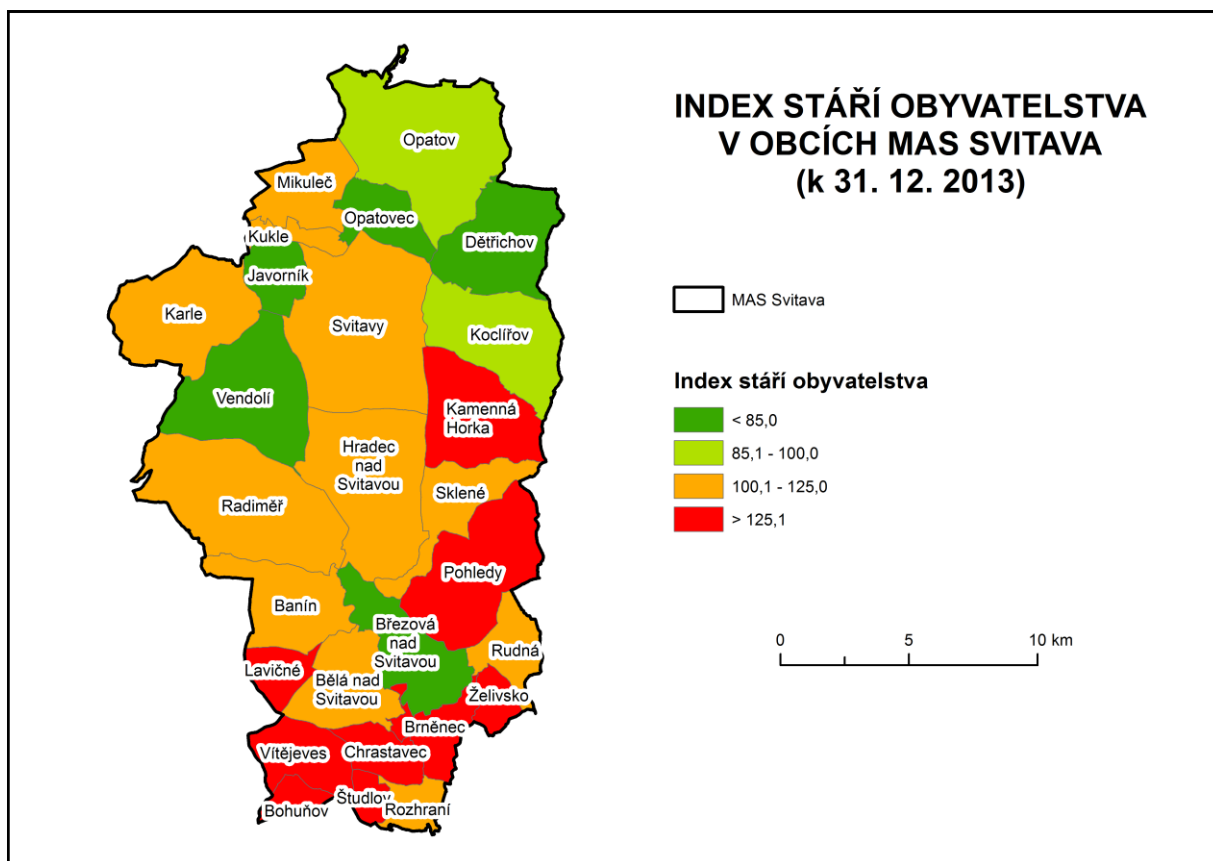 INDEX STÁŘÍ OBYVATELSTVA
V OBCÍCH MAS SVITAVA
(k 31. 12. 2013)
Opatov
Mikuleč
Opatovec
Kukle
Dětřichov
Javorník
Karle
Svitavy
Koclířov
Vendolí
Kamenná
Horka
Hradec
nad
Svitavou
Sklené
Radiměř
Pohledy
Banín
Březová
nad
Svitavou
Rudná
Lavičné
Bělá nad
Svitavou
Želivsko
Brněnec
Vítějeves
Chrastavec
Študlov
Bohuňov
Rozhraní
MAS Svitava
Index stáří obyvatelstva
< 85,0
85,1 - 100,0
100,1 - 125,0
> 125,1
0 5 10 km